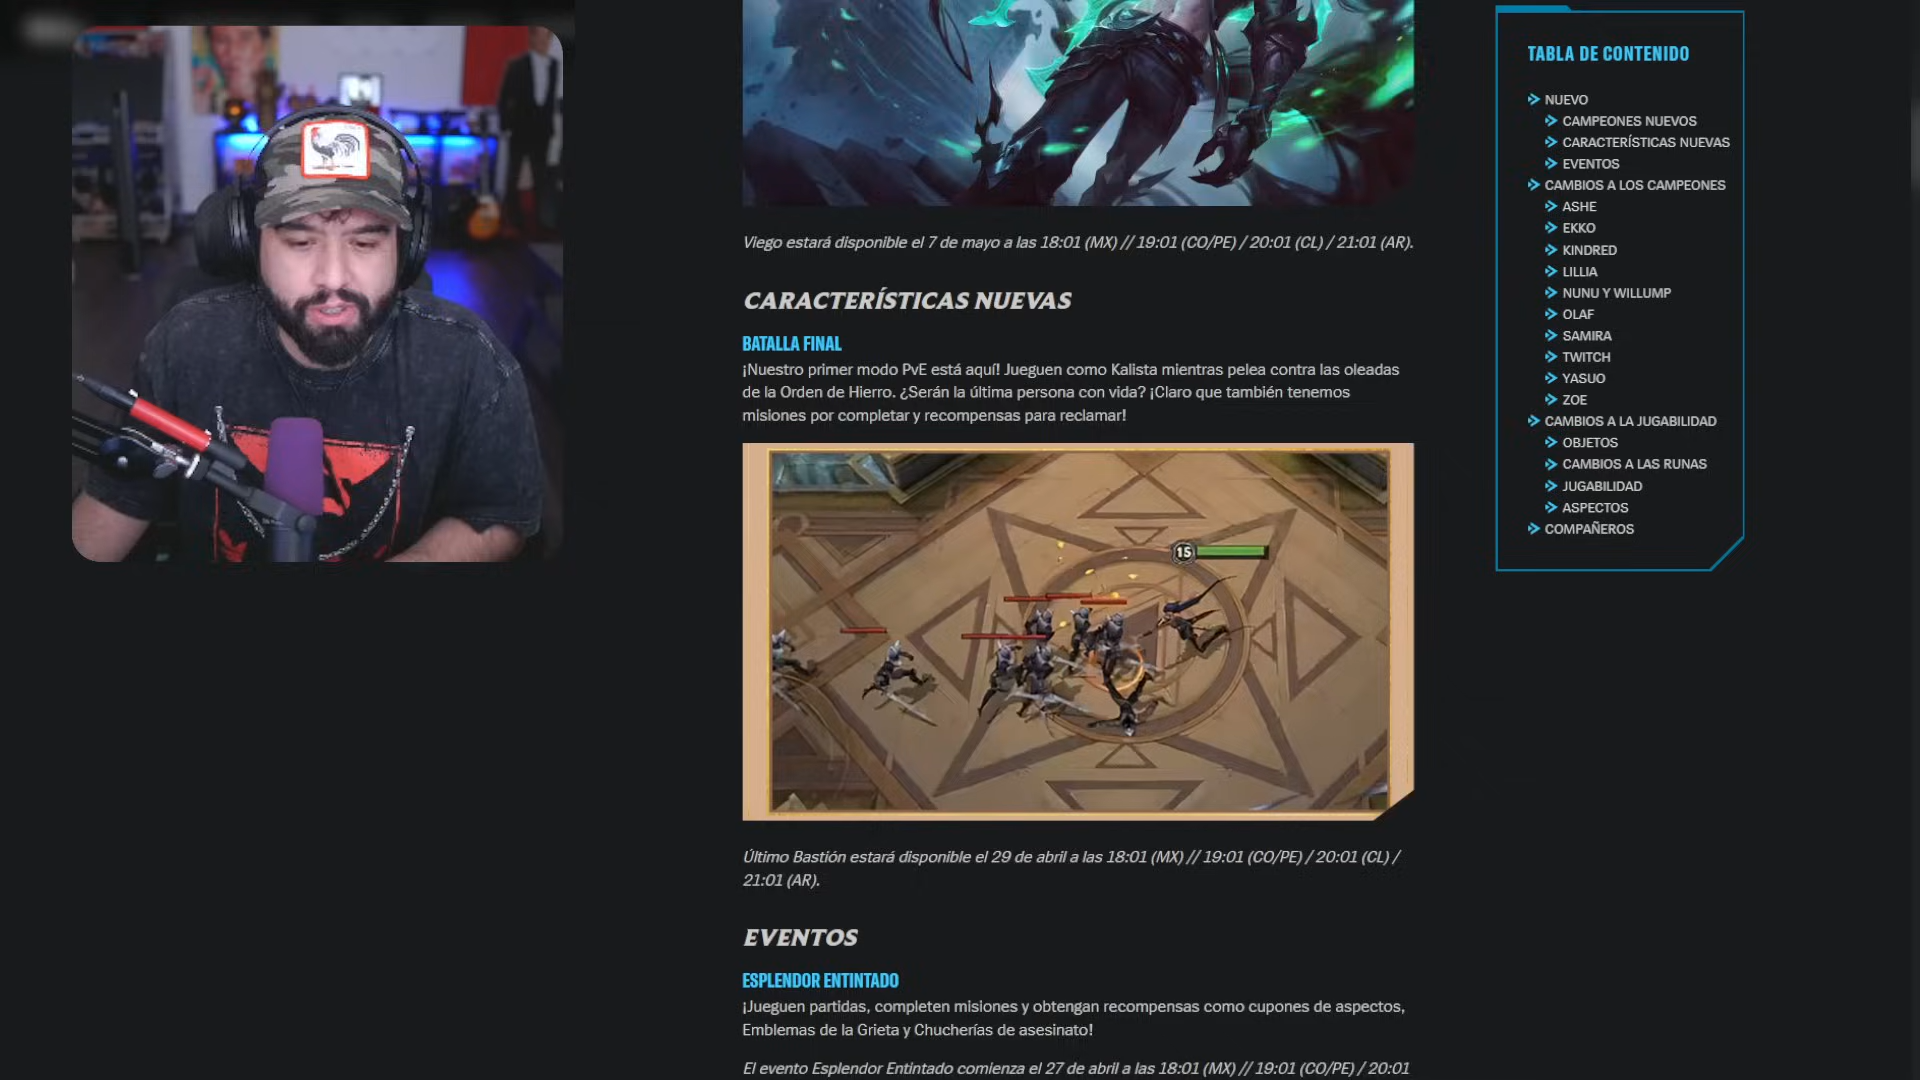 Viego estará disponible el 7 de mayo a las 18:01 (MX) // 19:01 (CO/PE) / 20:01 (CL) / 21:01 (AR).
CARACTERÍSTICAS NUEVAS
BATALLA FINAL
¡Nuestro primer modo PvE está aquí! Jueguen como Kalista mientras pelea contra las oleadas
de la Orden de Hierro. ¿Serán la última persona con vida? ¡Claro que también tenemos
misiones por completar y recompensas para reclamar!
15
Último Bastión estará disponible el 29 de abril a las 18:01 (MX) // 19:01 (CO/PE) / 20:01 (CL) /
21:01 (AR).
EVENTOS
ESPLENDOR ENTINTADO
¡Jueguen partidas, completen misiones y obtengan recompensas como cupones de aspectos,
Emblemas de la Grieta y Chucherías de asesinato!
El evento Esplendor Entintado comienza el 27 de abril a las 18:01 (MX) // 19:01 (CO/PE) / 20:01
TABLA DE CONTENIDO
NUEVO
CAMPEONES NUEVOS
CARACTERÍSTICAS NUEVAS
EVENTOS
CAMBIOS A LOS CAMPEONES
ASHE
EKKO
KINDRED
LILLIA
NUNU Y WILLUMP
OLAF
SAMIRA
TWITCH
YASUO
ZOE
CAMBIOS A LA JUGABILIDAD
OBJETOS
CAMBIOS A LAS RUNAS
JUGABILIDAD
ASPECTOS
COMPAÑEROS